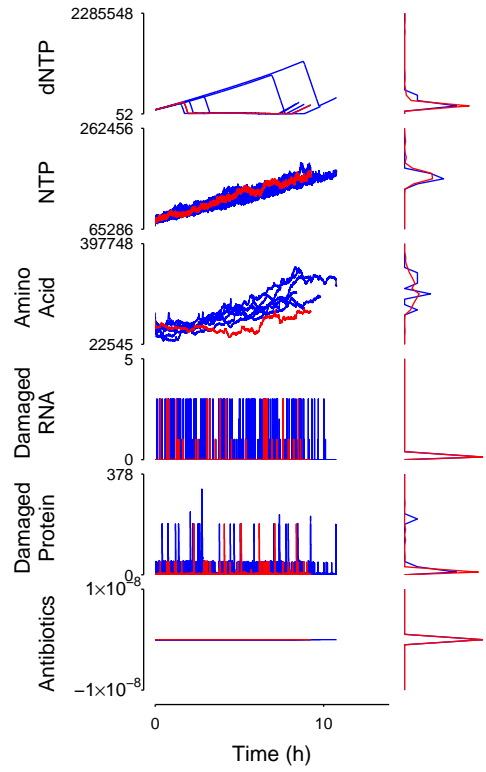 2285548
dNTP
52
262456
NTP
65286
397748
Amino
Acid
22545
5
Damaged
RNA
0
378
Damaged
Protein
0
1×10⁻⁸
Antibiotics
−1×10⁻⁸
0 10
Time (h)